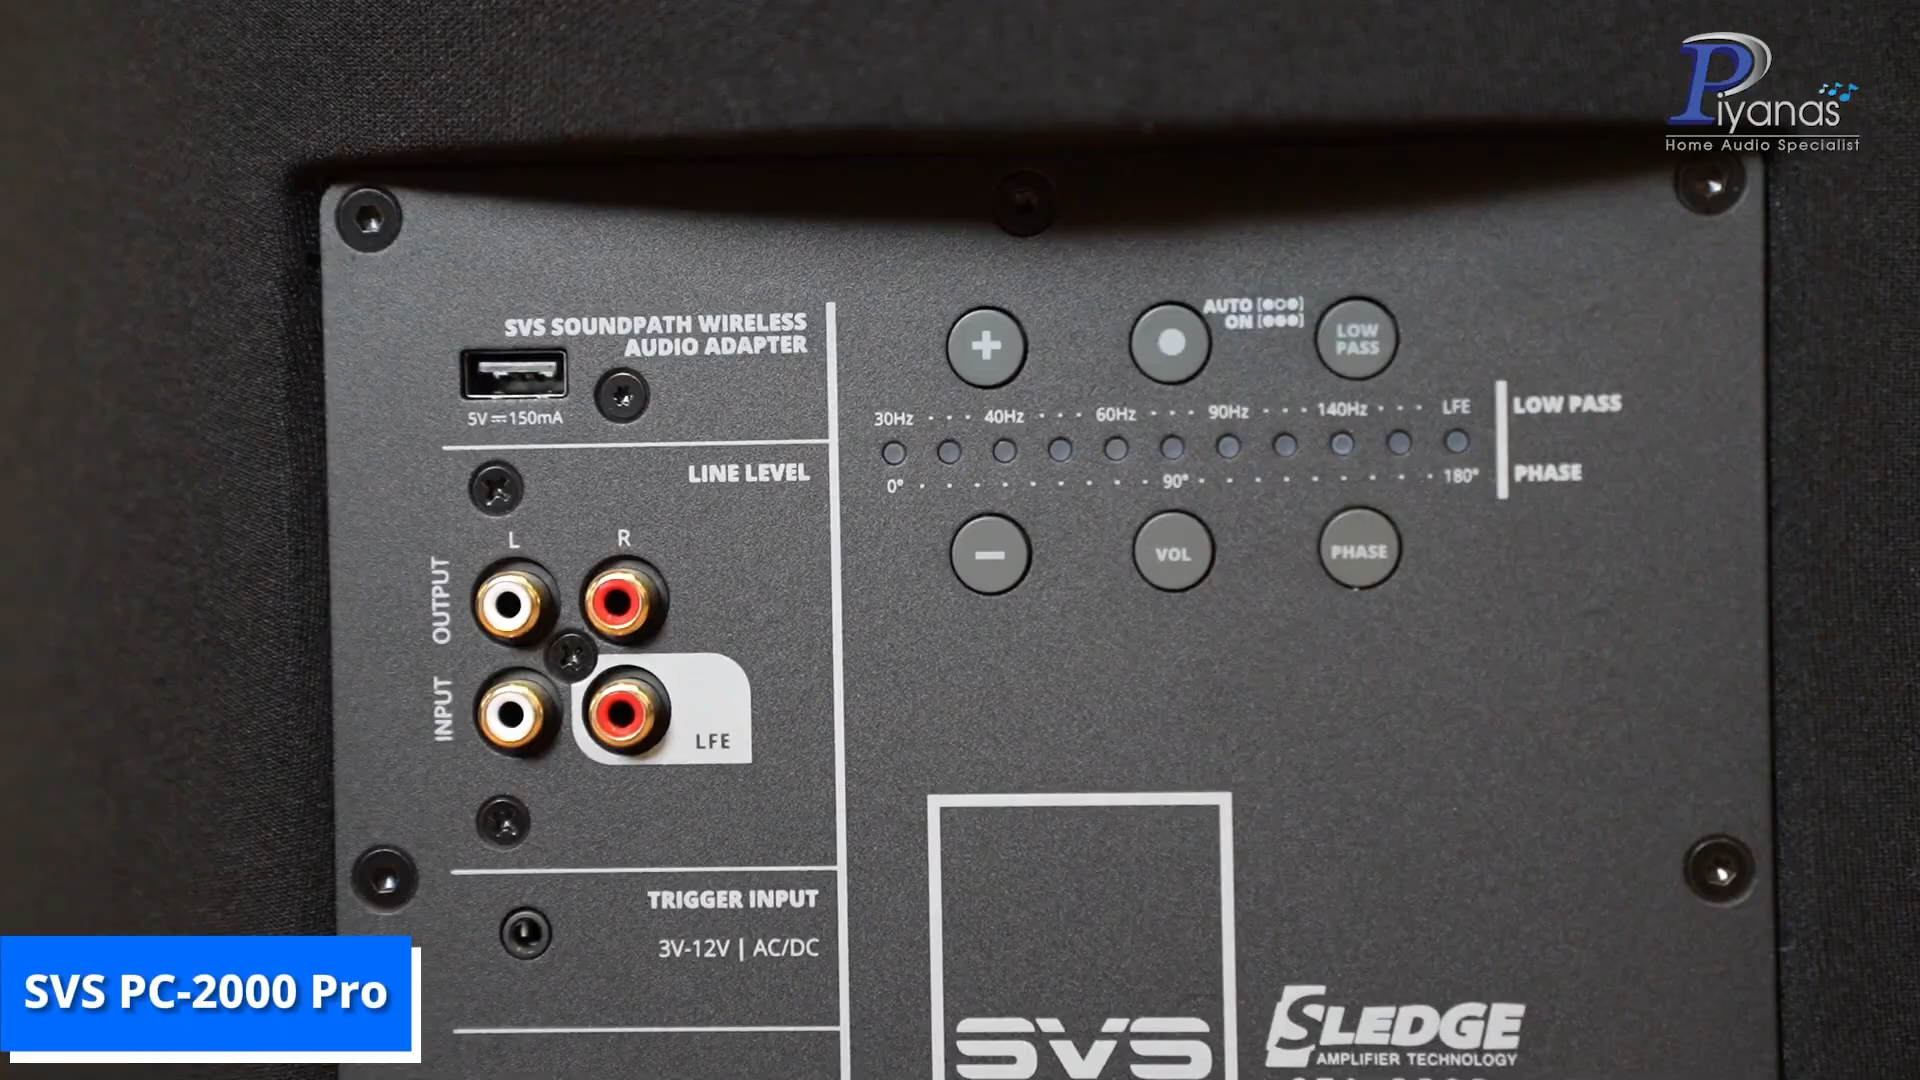 Piyanas
Home Audio Specialist
SVS SOUNDPATH WIRELESS
AUDIO ADAPTER
5V⎓150mA
LINE LEVEL
L R
OUTPUT
INPUT
LFE
TRIGGER INPUT
3V-12V | AC/DC
+
AUTO [●○●]
ON [●●●]
LOW
PASS
30Hz 40Hz 60Hz 90Hz 140Hz LFE
LOW PASS
0° 90° 180°
PHASE
−
VOL
PHASE
SVS
SLEDGE
AMPLIFIER TECHNOLOGY
SVS PC-2000 Pro